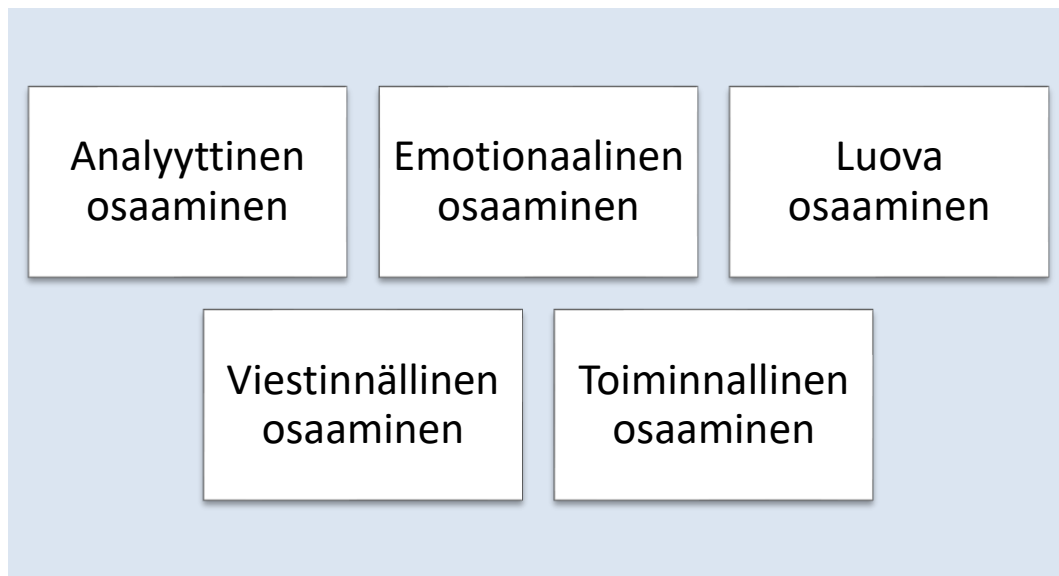 Analyyttinen
osaaminen
Emotionaalinen
osaaminen
Luova
osaaminen
Viestinnällinen
osaaminen
Toiminnallinen
osaaminen